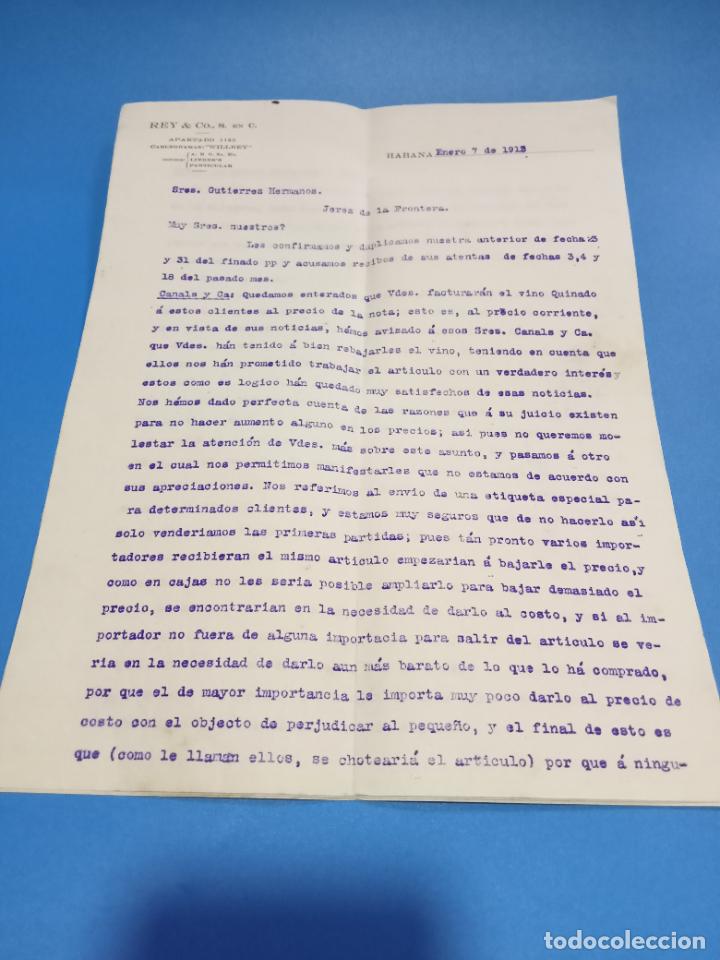 REY & Co., S. EN C.
APARTADO 1182
CABLEGRAMAS: "WILLREY"
A. B. C. 5a. ED.
LIEBER'S
PARTICULAR
HABANA Enero 7 de 1913
Sres. Gutierres Hermanos.
Jeres de la Frontera.
Muy Sres. nuestros?
Les confirmamos y duplicamos nuestra anterior de fecha 23
y 31 del finado pp y acusamos recibos de sus atentas de fechas 3,4 y
18 del pasado mes.
Canals y Ca: Quedamos enterados que Vdes. facturarán el vino Quinado
á estos clientes al precio de la nota; esto es, al precio corriente,
y en vista de sus noticias, hémos avisado á esos Sres. Canals y Ca.
que Vdes. hán tenido á bien rebajarles el vino, teniendo en cuenta que
ellos nos hán prometido trabajar el articulo con un verdadero interésy
estos como es logico hán quedado muy satisfechos de esas noticias.
Nos hémos dado perfecta cuenta de las razones que á su juicio existen
para no hacer aumento alguno en los precios; asi pues no queremos mo-
lestar la atención de Vdes. más sobre este asunto, y pasamos á otro
en el cual nos permitimos manifestarles que no estamos de acuerdo con
sus apreciaciones. Nos referimos al envio de una etiqueta especial pa-
ra determinados clientes, y estamos muy seguros que de no hacerlo así
solo venderiamos las primeras partidas; pues tán pronto varios impor-
tadores recibieran el mismo articulo empezarian á bajarle el precio,y
como en cajas no les seria posible ampliarlo para bajar demasiado el
precio, se encontrarian en la necesidad de darlo al costo, y si al im-
portador no fuera de alguna importacia para salir del articulo se ve-
ria en la necesidad de darlo aun más barato de lo que lo há comprado,
por que el de mayor importancia le importa muy poco darlo al precio de
costo con el objecto de perjudicar al pequeño, y el final de esto es
que (como le llaman ellos, se choteariá el articulo) por que á ningu-
todocoleccion